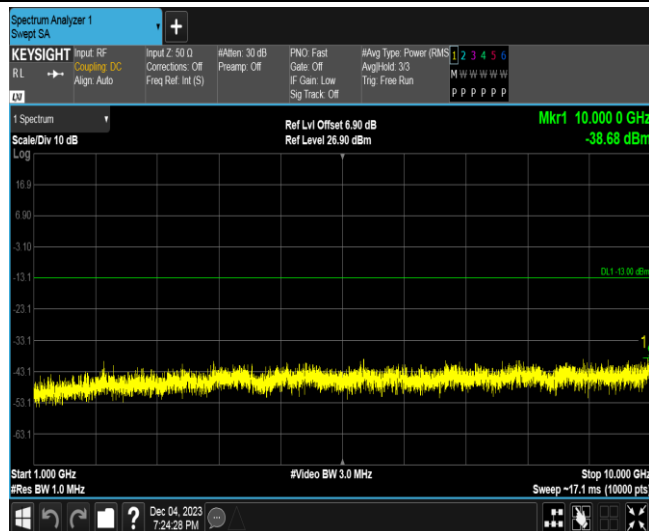 Spectrum Analyzer 1
Swept SA
KEYSIGHT
RL
Input: RF
Coupling: DC
Align: Auto
Input Z: 50 Ω
Corrections: Off
Freq Ref: Int (S)
#Atten: 30 dB
Preamp: Off
PNO: Fast
Gate: Off
IF Gain: Low
Sig Track: Off
#Avg Type: Power (RMS
Avg|Hold: 3/3
Trig: Free Run
1 2 3 4 5 6
M W W W W W
P P P P P P
1 Spectrum
Scale/Div 10 dB
Log
Ref Lvl Offset 6.90 dB
Ref Level 26.90 dBm
Mkr1 10.000 0 GHz
-38.68 dBm
16.9
6.90
-3.10
-13.1
DL1 -13.00 dBm
-23.1
-33.1
1
-43.1
-53.1
-63.1
Start 1.000 GHz
#Res BW 1.0 MHz
#Video BW 3.0 MHz
Stop 10.000 GHz
Sweep ~17.1 ms (10000 pts)
?
Dec 04, 2023
7:24:28 PM